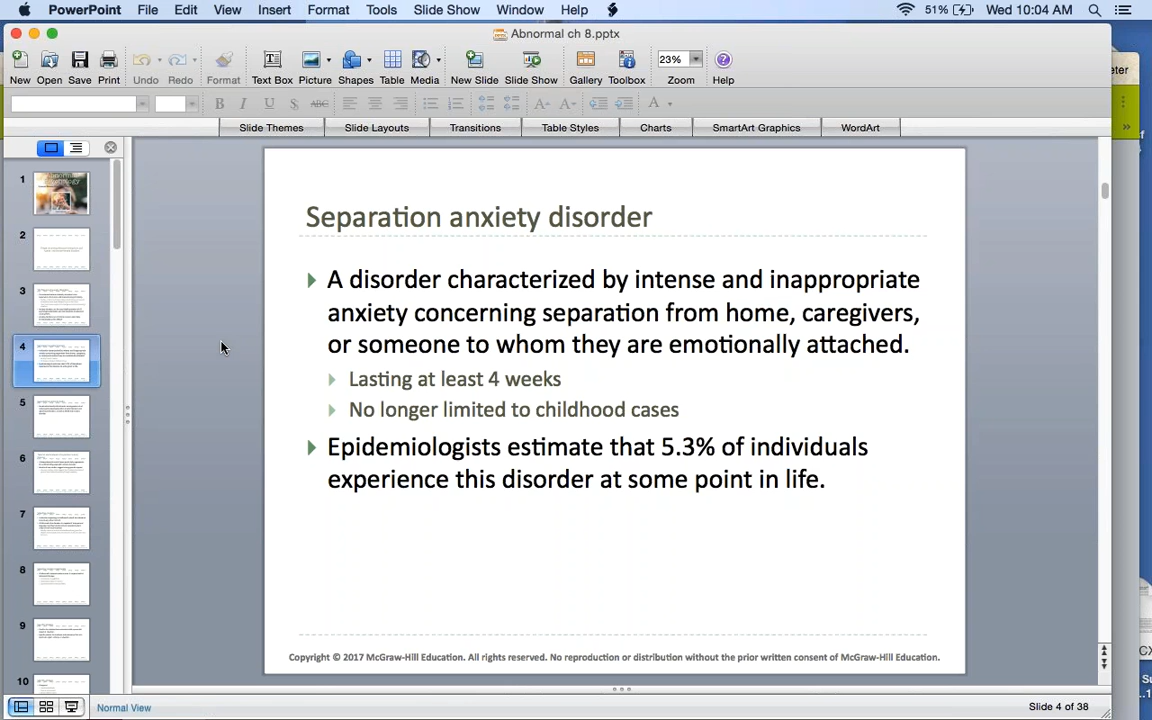 PowerPoint File Edit View Insert Format Tools Slide Show Window Help 51% Wed 10:04 AM
Abnormal ch 8.pptx
New Open Save Print Undo Redo Format Text Box Picture Shapes Table Media New Slide Slide Show Gallery Toolbox 23% Zoom Help
B I U S ABC A A A
Slide Themes Slide Layouts Transitions Table Styles Charts SmartArt Graphics WordArt
1
2
3
4
5
6
7
8
9
10
Separation anxiety disorder
A disorder characterized by intense and inappropriate
anxiety concerning separation from home, caregivers,
or someone to whom they are emotionally attached.
Lasting at least 4 weeks
No longer limited to childhood cases
Epidemiologists estimate that 5.3% of individuals
experience this disorder at some point in life.
Copyright © 2017 McGraw-Hill Education. All rights reserved. No reproduction or distribution without the prior written consent of McGraw-Hill Education.
Normal View Slide 4 of 38